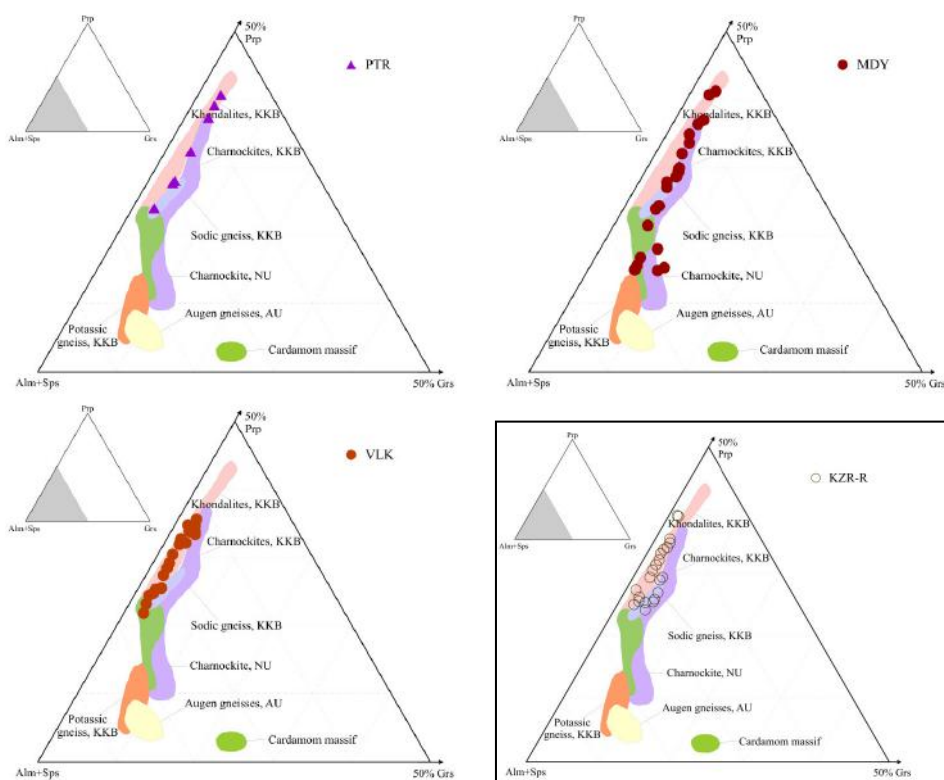 50%
Prp
Prp
PTR
Khondalites, KKB
Charnockites, KKB
Alm+Sps
Grs
Sodic gneiss, KKB
Charnockite, NU
Potassic
gneiss, KKB
Augen gneisses, AU
Cardamom massif
Alm+Sps
50% Grs
50%
Prp
Prp
MDY
Khondalites, KKB
Charnockites, KKB
Alm+Sps
Grs
Sodic gneiss, KKB
Charnockite, NU
Potassic
gneiss, KKB
Augen gneisses, AU
Cardamom massif
Alm+Sps
50% Grs
50%
Prp
Prp
VLK
Khondalites, KKB
Charnockites, KKB
Alm+Sps
Grs
Sodic gneiss, KKB
Charnockite, NU
Potassic
gneiss, KKB
Augen gneisses, AU
Cardamom massif
Alm+Sps
50% Grs
50%
Prp
Prp
KZR-R
Khondalites, KKB
Charnockites, KKB
Alm+Sps
Grs
Sodic gneiss, KKB
Charnockite, NU
Potassic
gneiss, KKB
Augen gneisses, AU
Cardamom massif
Alm+Sps
50% Grs